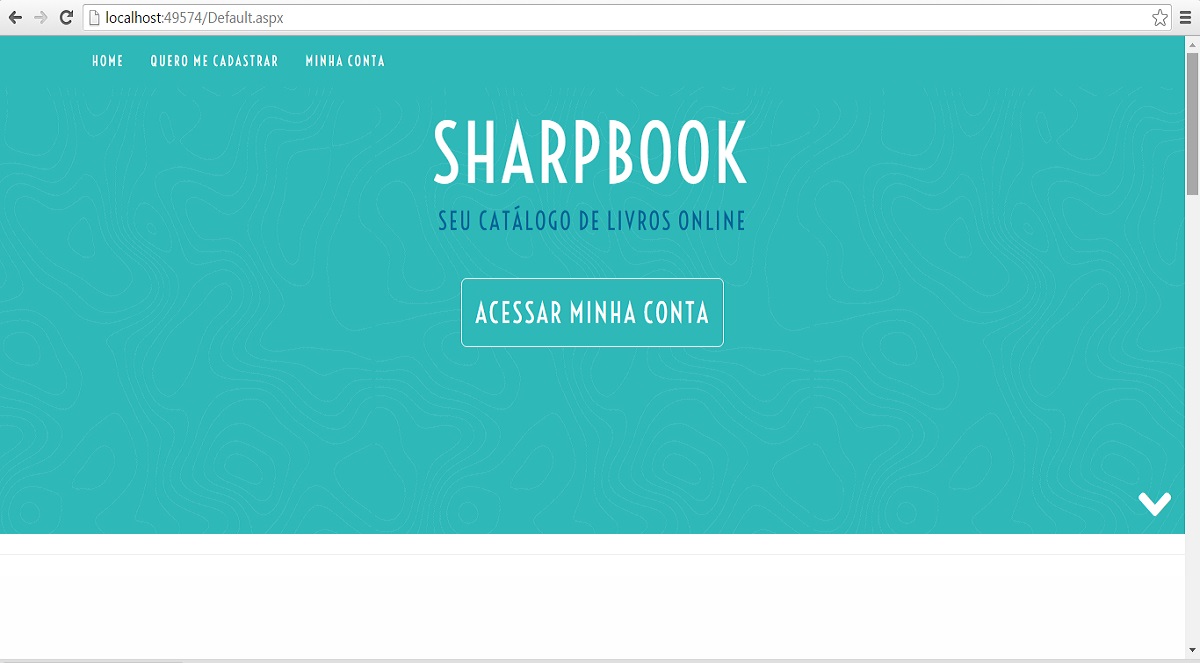 localhost:49574/Default.aspx
HOME QUERO ME CADASTRAR MINHA CONTA
SHARPBOOK
SEU CATÁLOGO DE LIVROS ONLINE
ACESSAR MINHA CONTA